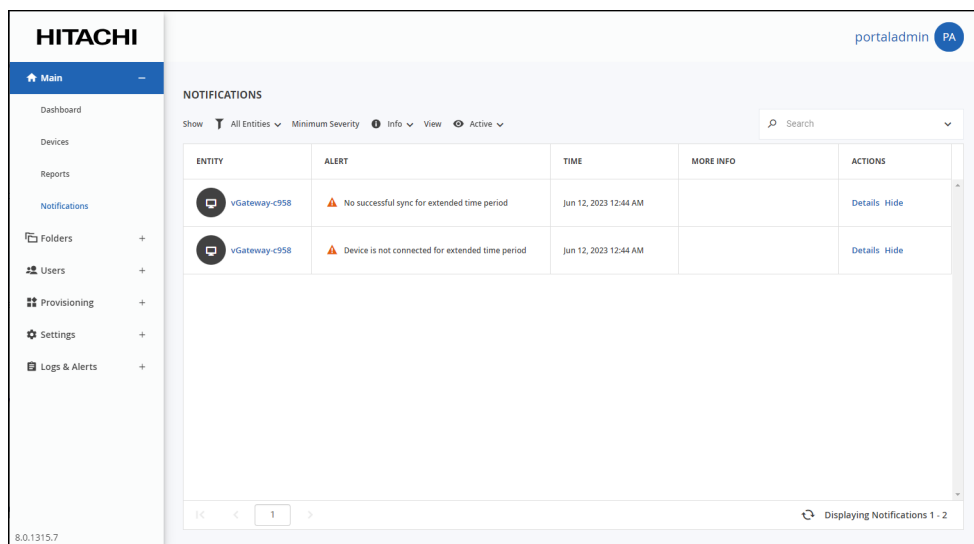 HITACHI
portaladmin PA
Main
Dashboard
Devices
Reports
Notifications
Folders
Users
Provisioning
Settings
Logs & Alerts
8.0.1315.7
NOTIFICATIONS
Show All Entities Minimum Severity Info View Active
Search
ENTITY ALERT TIME MORE INFO ACTIONS
vGateway-c958 No successful sync for extended time period Jun 12, 2023 12:44 AM Details Hide
vGateway-c958 Device is not connected for extended time period Jun 12, 2023 12:44 AM Details Hide
1
Displaying Notifications 1 - 2